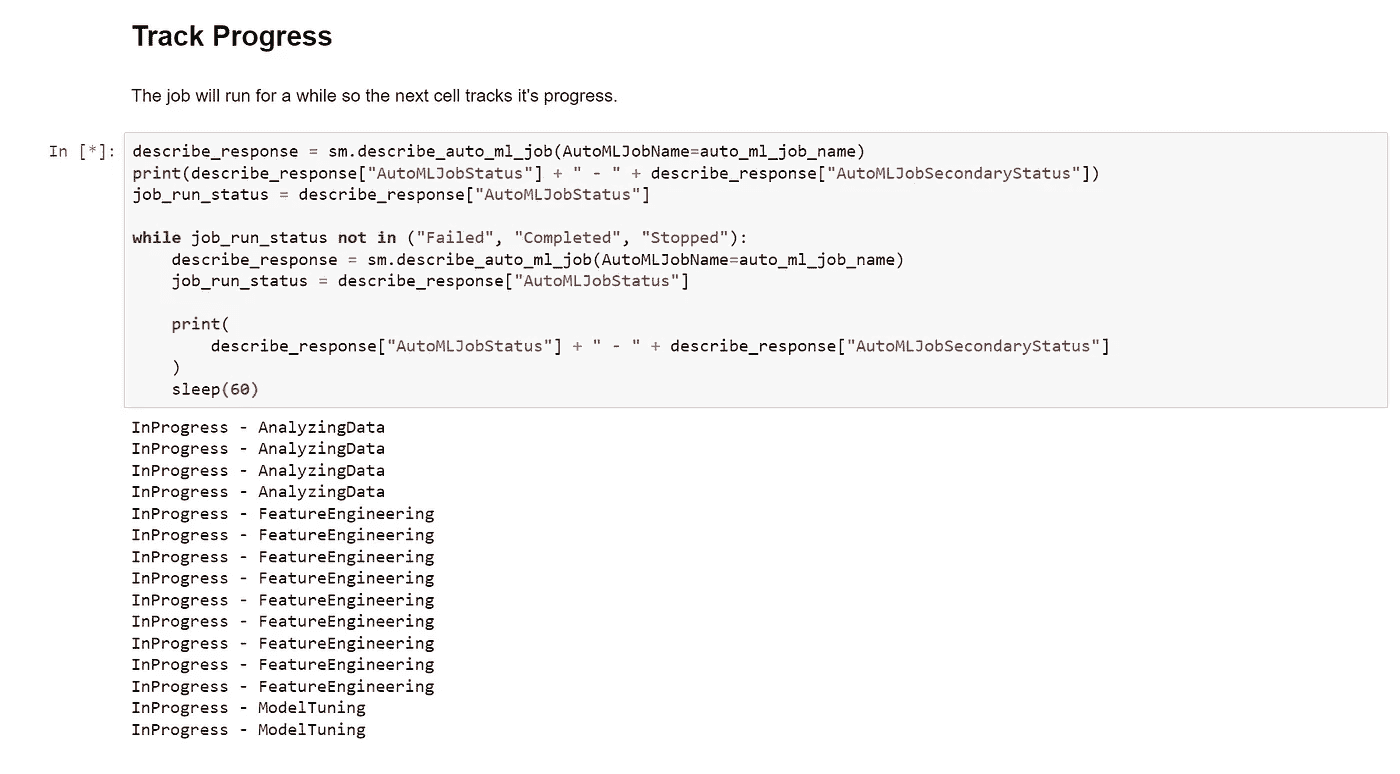 Track Progress
The job will run for a while so the next cell tracks it's progress.
In [*]: describe_response = sm.describe_auto_ml_job(AutoMLJobName=auto_ml_job_name)
print(describe_response["AutoMLJobStatus"] + " - " + describe_response["AutoMLJobSecondaryStatus"])
job_run_status = describe_response["AutoMLJobStatus"]
while job_run_status not in ("Failed", "Completed", "Stopped"):
    describe_response = sm.describe_auto_ml_job(AutoMLJobName=auto_ml_job_name)
    job_run_status = describe_response["AutoMLJobStatus"]
    print(
        describe_response["AutoMLJobStatus"] + " - " + describe_response["AutoMLJobSecondaryStatus"]
    )
    sleep(60)
InProgress - AnalyzingData
InProgress - AnalyzingData
InProgress - AnalyzingData
InProgress - AnalyzingData
InProgress - FeatureEngineering
InProgress - FeatureEngineering
InProgress - FeatureEngineering
InProgress - FeatureEngineering
InProgress - FeatureEngineering
InProgress - FeatureEngineering
InProgress - FeatureEngineering
InProgress - FeatureEngineering
InProgress - FeatureEngineering
InProgress - ModelTuning
InProgress - ModelTuning